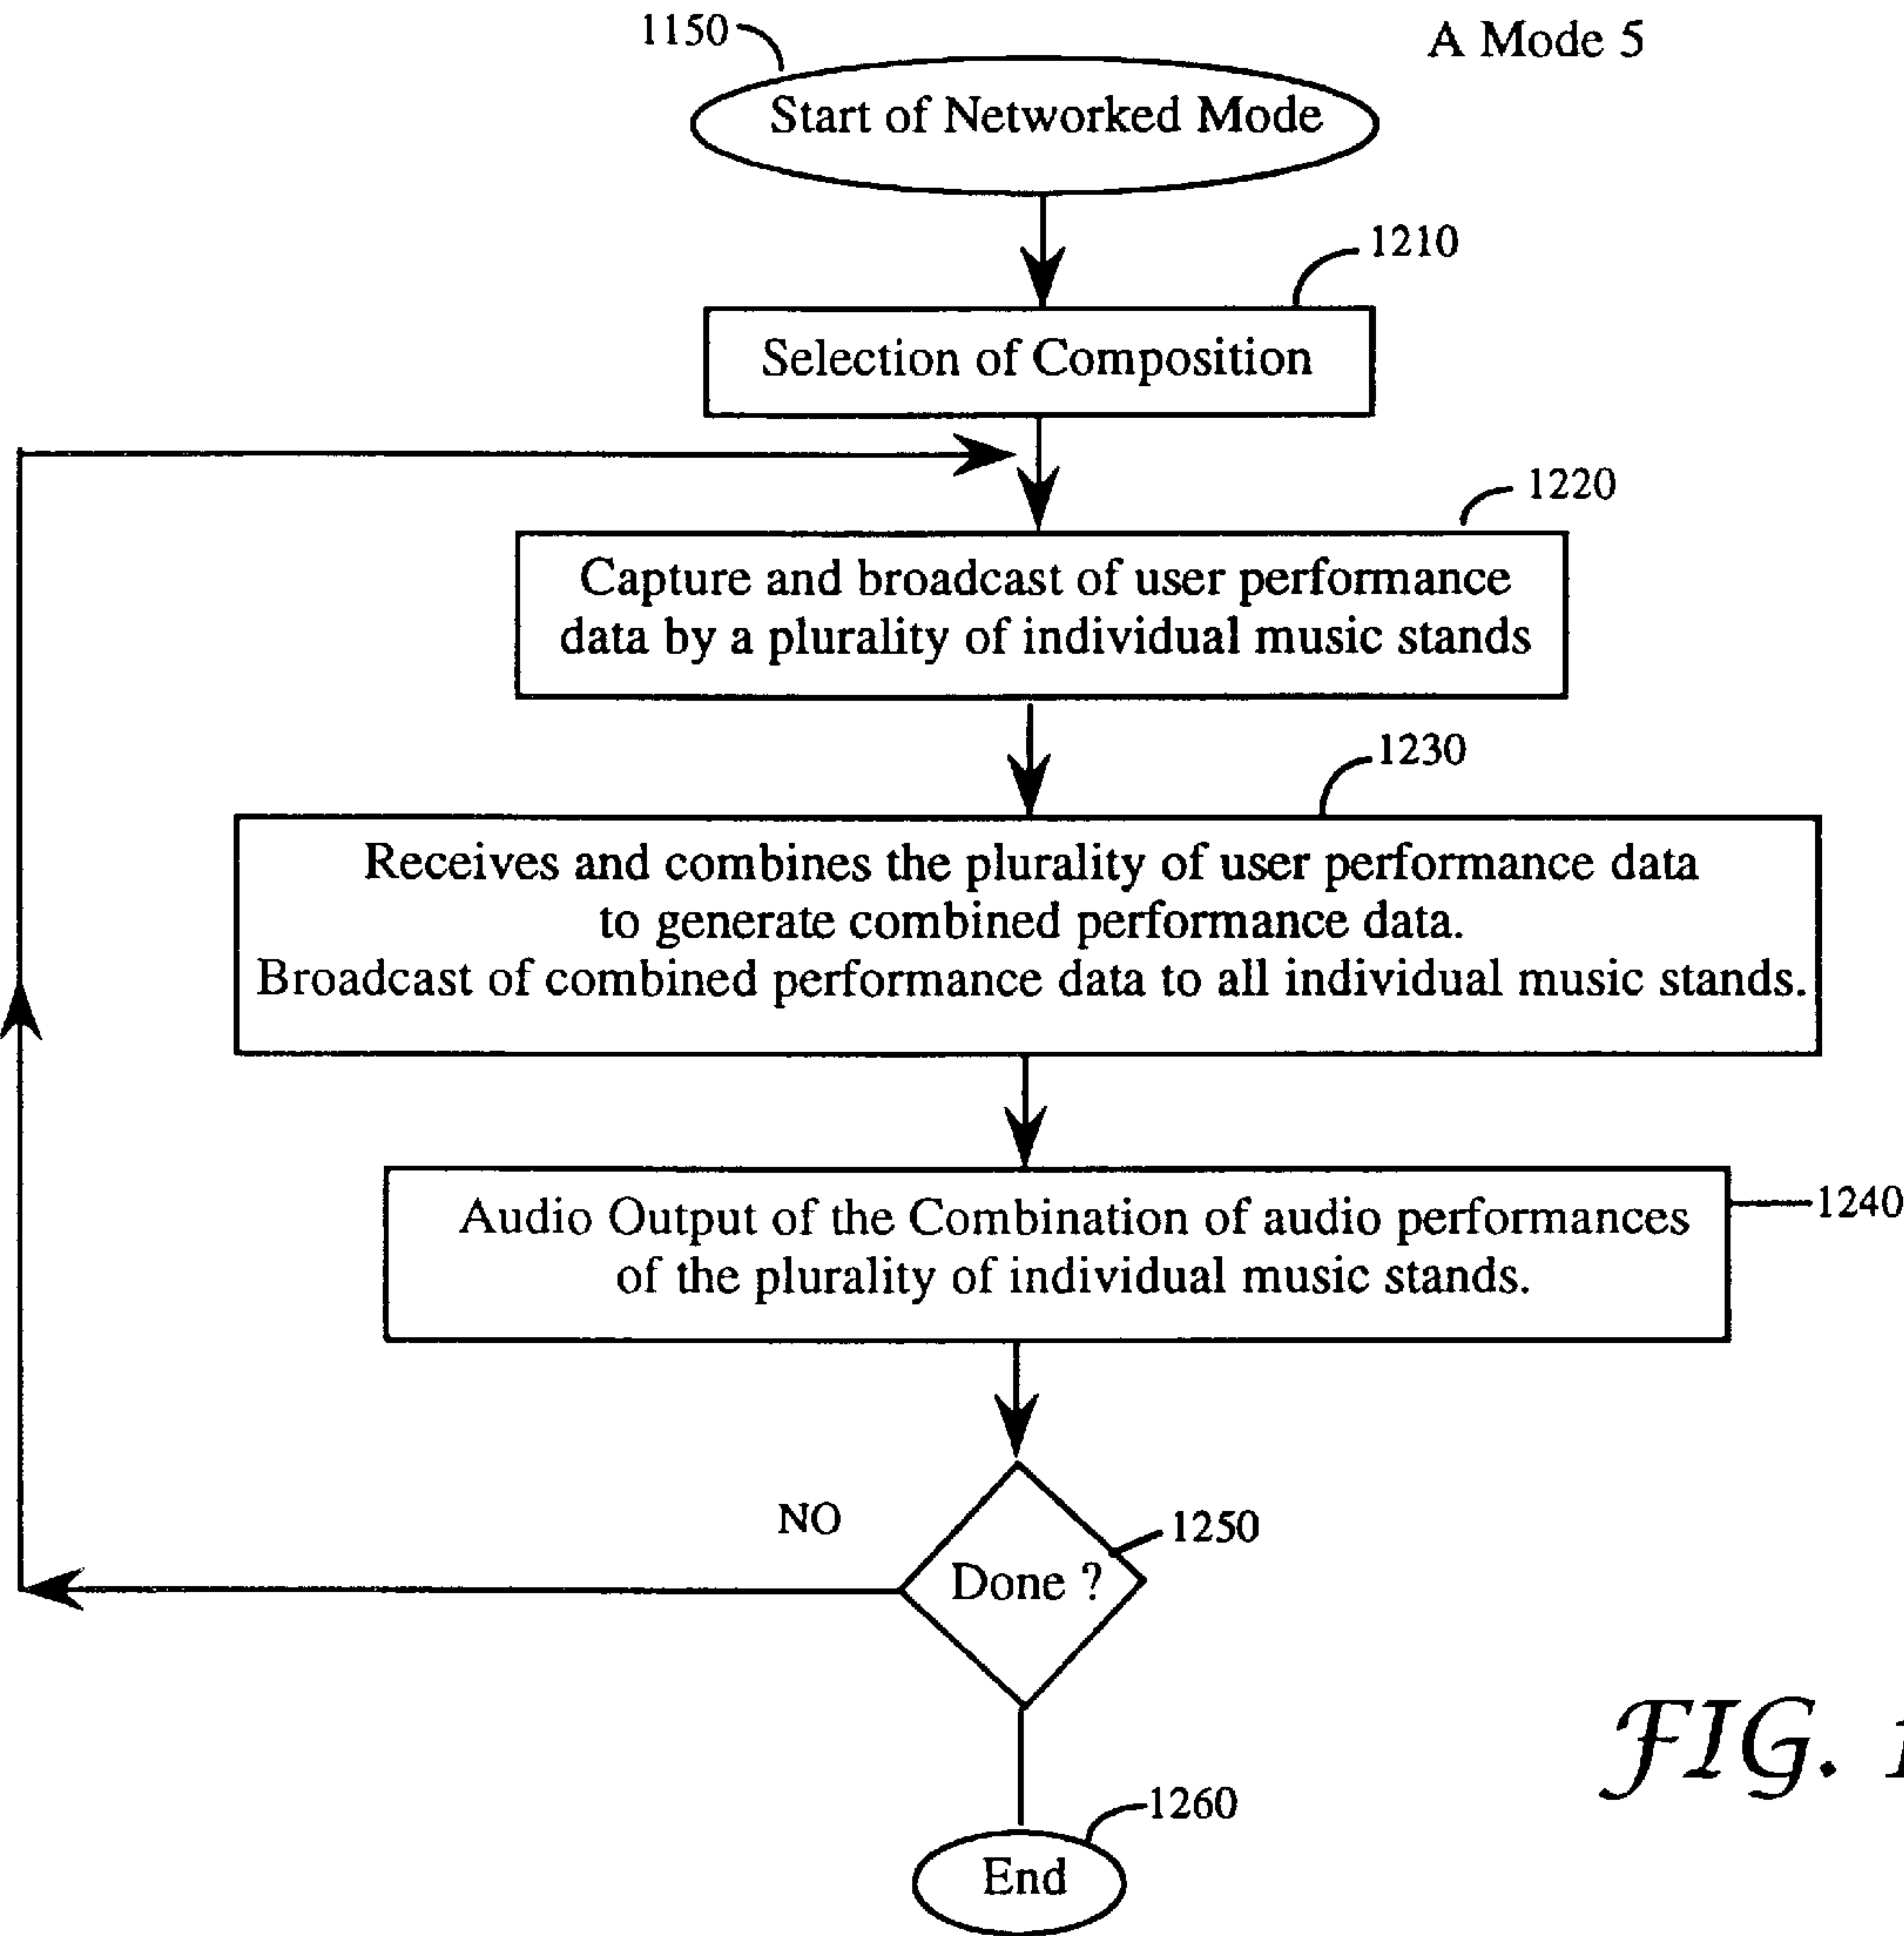 1150
A Mode 5
Start of Networked Mode
1210
Selection of Composition
1220
Capture and broadcast of user performance
data by a plurality of individual music stands
1230
Receives and combines the plurality of user performance data
to generate combined performance data.
Broadcast of combined performance data to all individual music stands.
1240
Audio Output of the Combination of audio performances
of the plurality of individual music stands.
NO
1250
Done ?
FIG.
1260
End